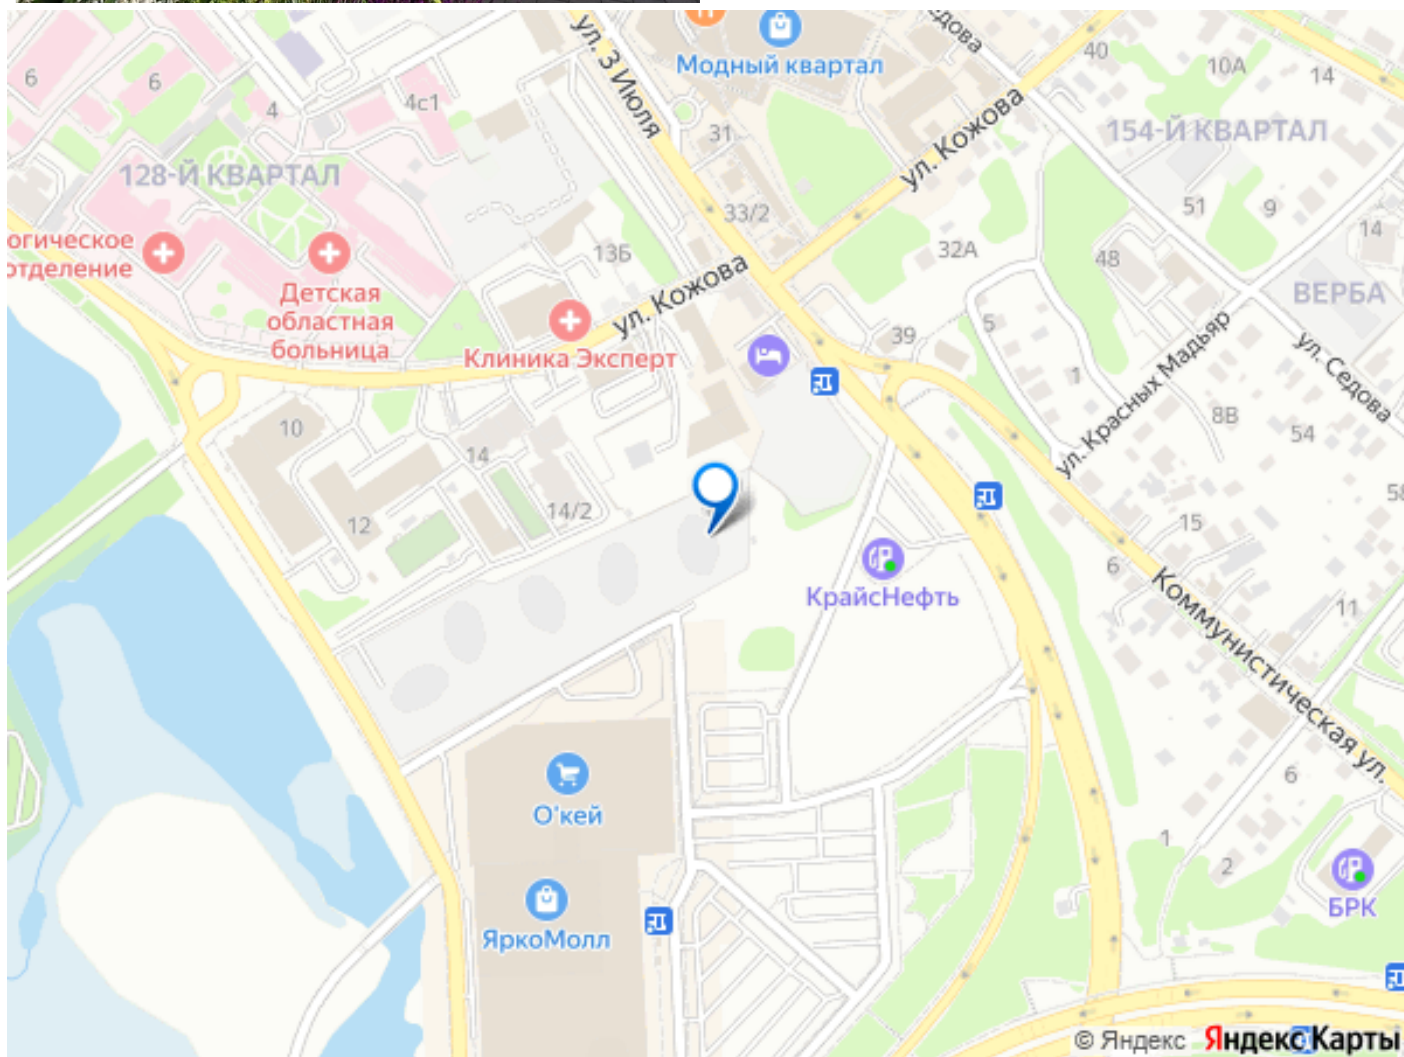 ул. 3 Июля
Модный квартал
Седова
40
10А
14
6
6
4
4с1
31
ул. Кожова
154-Й КВАРТАЛ
128-Й КВАРТАЛ
33/2
51
9
14
огическое
отделение
13Б
32А
48
Детская
областная
больница
ул. Кожова
ВЕРБА
Клиника Эксперт
39
5
1
ул. Красных Мадьяр
ул. Седова
8В
54
10
14
12
14/2
58
15
6
КрайсНефть
11
Коммунистическая ул.
О'кей
6
1
2
БРК
ЯркоМолл
© Яндекс Яндекс Карты